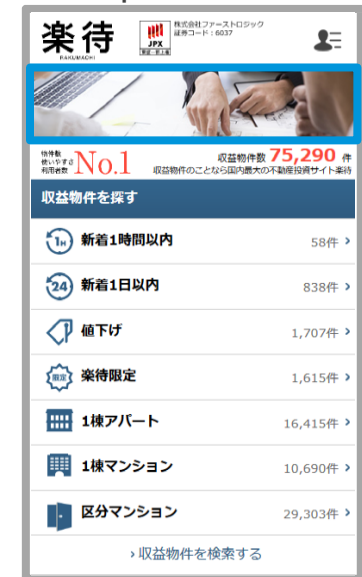 楽待
RAKUMACHI
JPX
株式会社ファーストロジック
証券コード：6037
物件数
使いやすさ
利用者数
No.1
収益物件数 75,290 件
収益物件のことなら国内最大の不動産投資サイト楽待
収益物件を探す
1H 新着1時間以内 58件 ›
24 新着1日以内 838件 ›
値下げ 1,707件 ›
限定 楽待限定 1,615件 ›
1棟アパート 16,415件 ›
1棟マンション 10,690件 ›
区分マンション 29,303件 ›
›収益物件を検索する